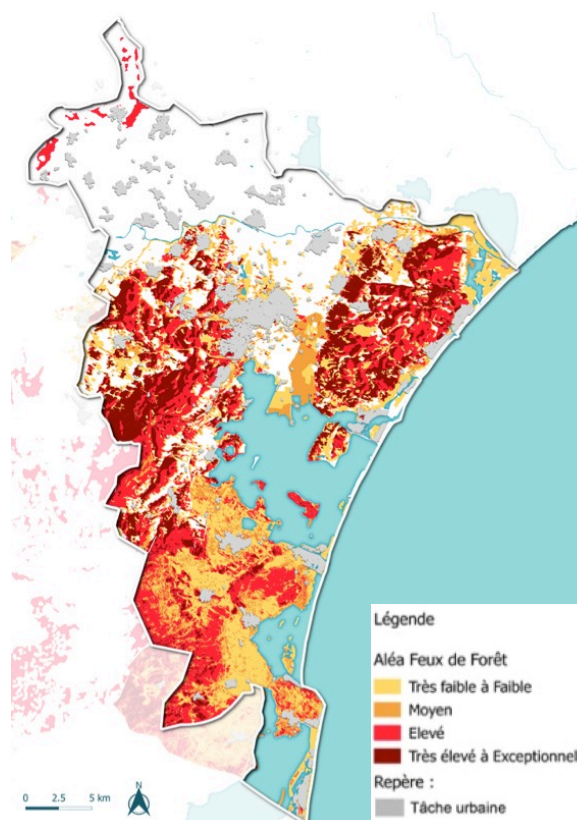 Légende
Aléa Feux de Forêt
Très faible à Faible
Moyen
Elevé
Très élevé à Exceptionnel
Repère :
Tâche urbaine
0 2.5 5 km
N